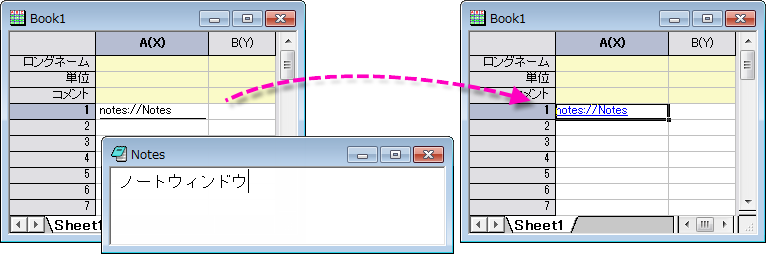 Book1
A(X) B(Y)
ロングネーム
単位
コメント
1 notes://Notes
2
3
4
5
6
7
Sheet1
Notes
ノートウィンドウ
Book1
A(X) B(Y)
ロングネーム
単位
コメント
1 notes://Notes
2
3
4
5
6
7
Sheet1